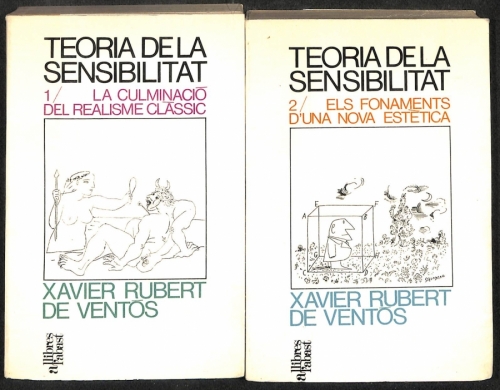 TEORIA DE LA
SENSIBILITAT
1/ LA CULMINACIÓ
DEL REALISME CLÀSSIC
XAVIER RUBERT
DE VENTÓS
llibres
a l'abast
TEORIA DE LA
SENSIBILITAT
2/ ELS FONAMENTS
D'UNA NOVA ESTÈTICA
A
B
E
F
XAVIER RUBERT
DE VENTÓS
llibres
a l'abast